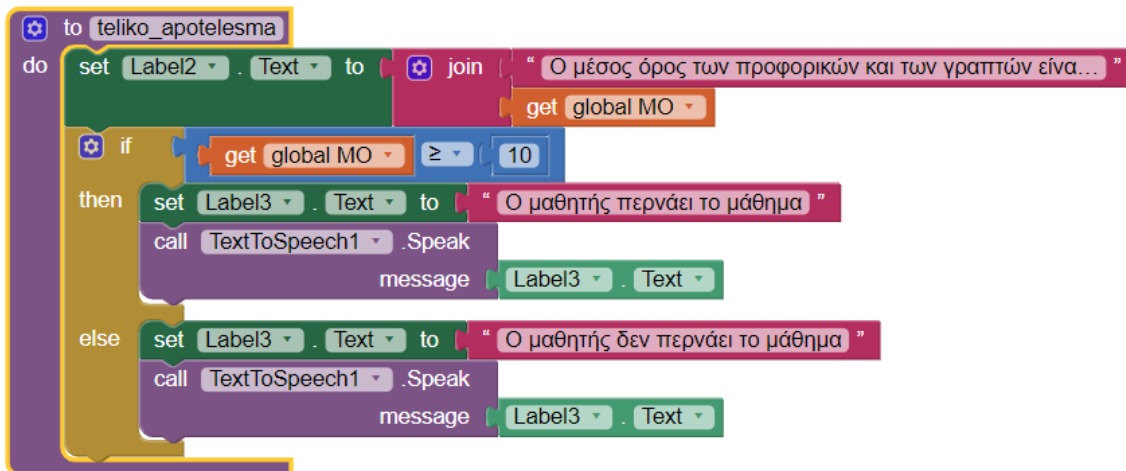 to teliko_apotelesma
do set Label2 . Text to join " Ο μέσος όρος των προφορικών και των γραπτών είνα... "
get global MO
if get global MO ≥ 10
then set Label3 . Text to " Ο μαθητής περνάει το μάθημα "
call TextToSpeech1 .Speak
message Label3 . Text
else set Label3 . Text to " Ο μαθητής δεν περνάει το μάθημα "
call TextToSpeech1 .Speak
message Label3 . Text